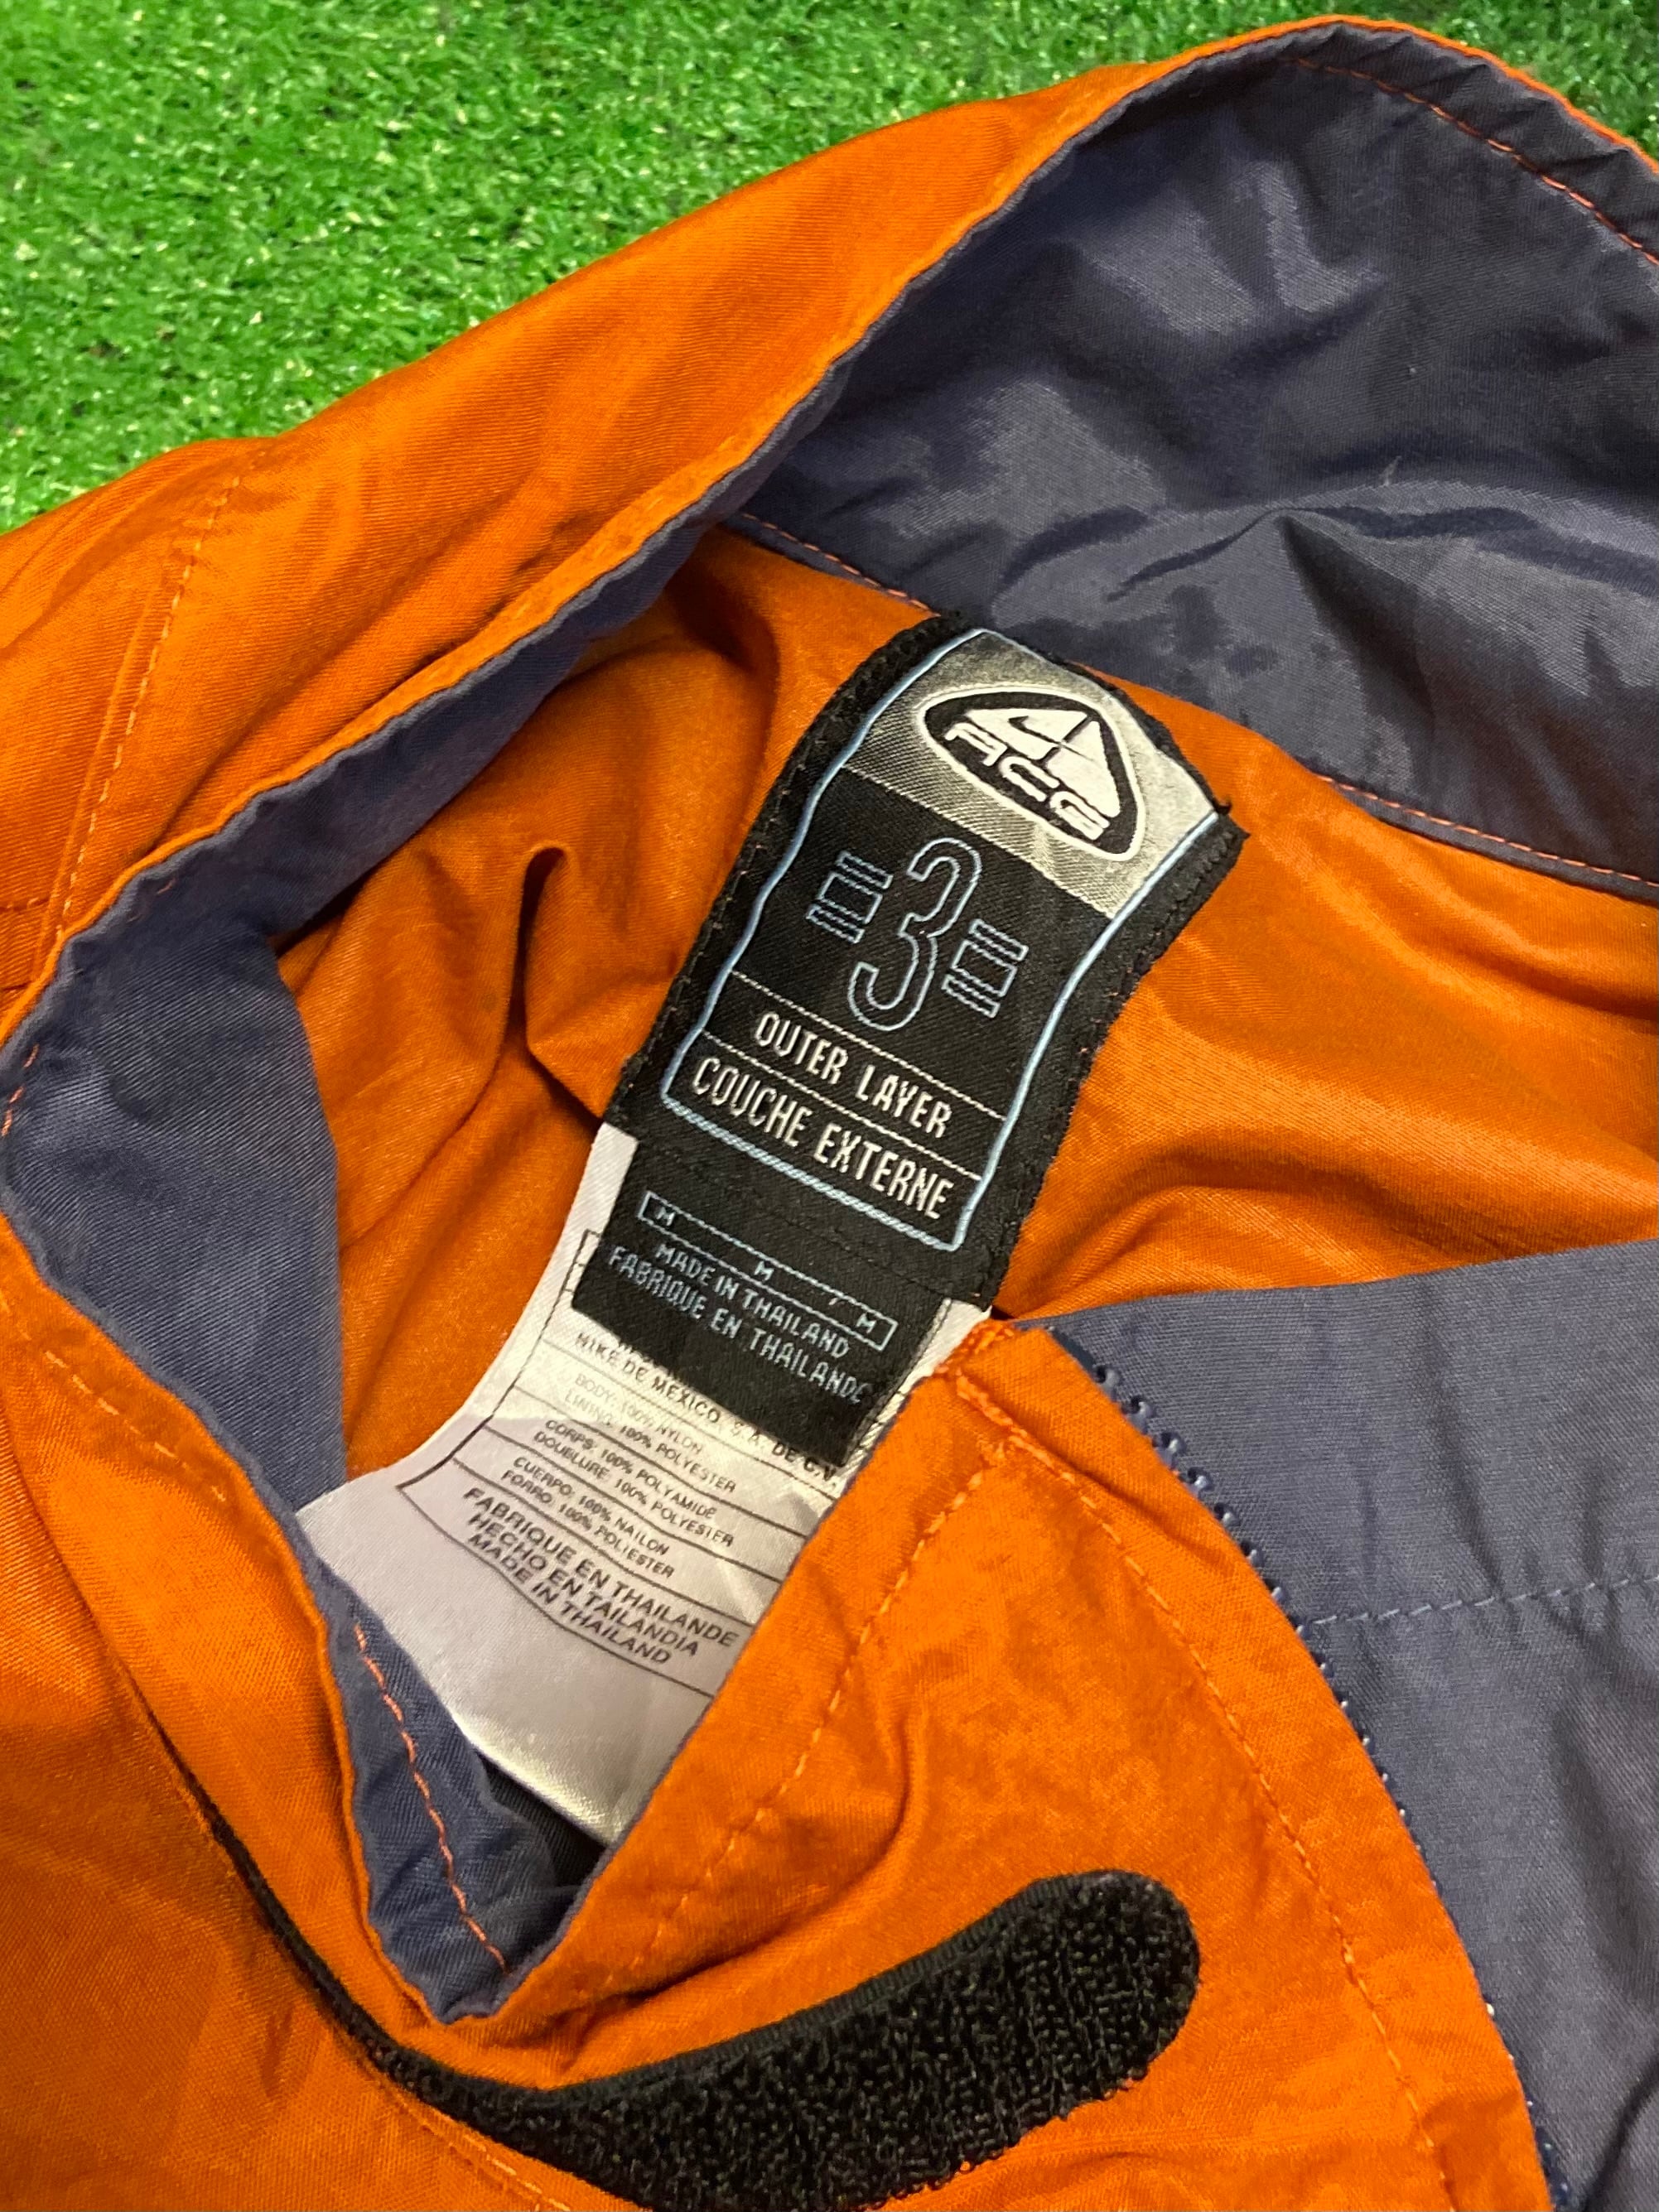 ACG
3
OUTER LAYER
COUCHE EXTERNE
M M M
MADE IN THAILAND
FABRIQUE EN THAILANDE
NIKE DE MEXICO, S.A. DE C.V.
BODY: 100% NYLON
LINING: 100% POLYESTER
CORPS: 100% POLYAMIDE
DOUBLURE: 100% POLYESTER
CUERPO: 100% NAILON
FORRO: 100% POLIESTER
FABRIQUE EN THAILANDE
HECHO EN TAILANDIA
MADE IN THAILAND